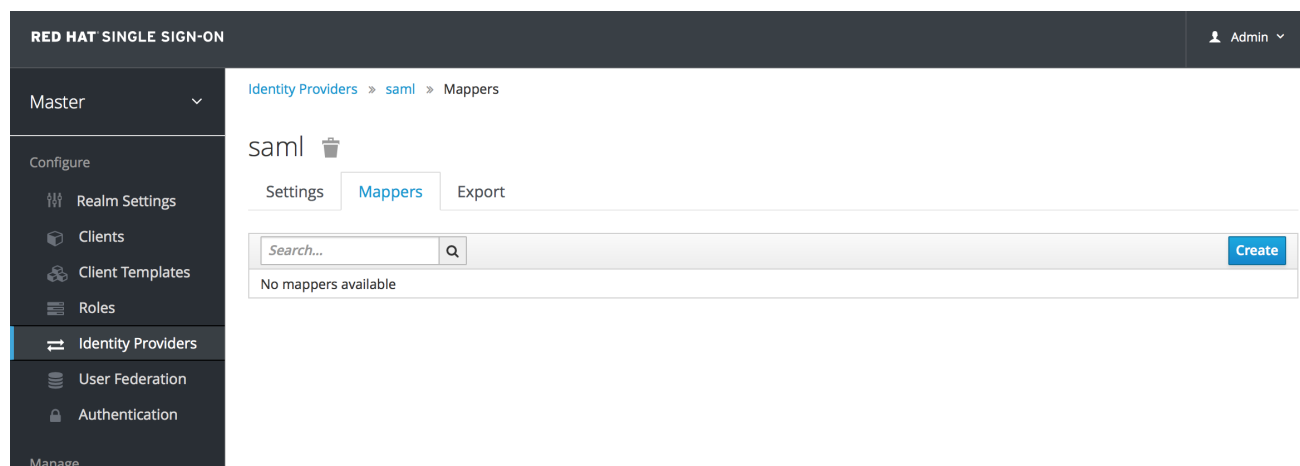 RED HAT SINGLE SIGN-ON
Admin
Master
Identity Providers » saml » Mappers
saml
Configure
Settings Mappers Export
Realm Settings
Clients
Search...
Create
Client Templates
No mappers available
Roles
Identity Providers
User Federation
Authentication
Manage